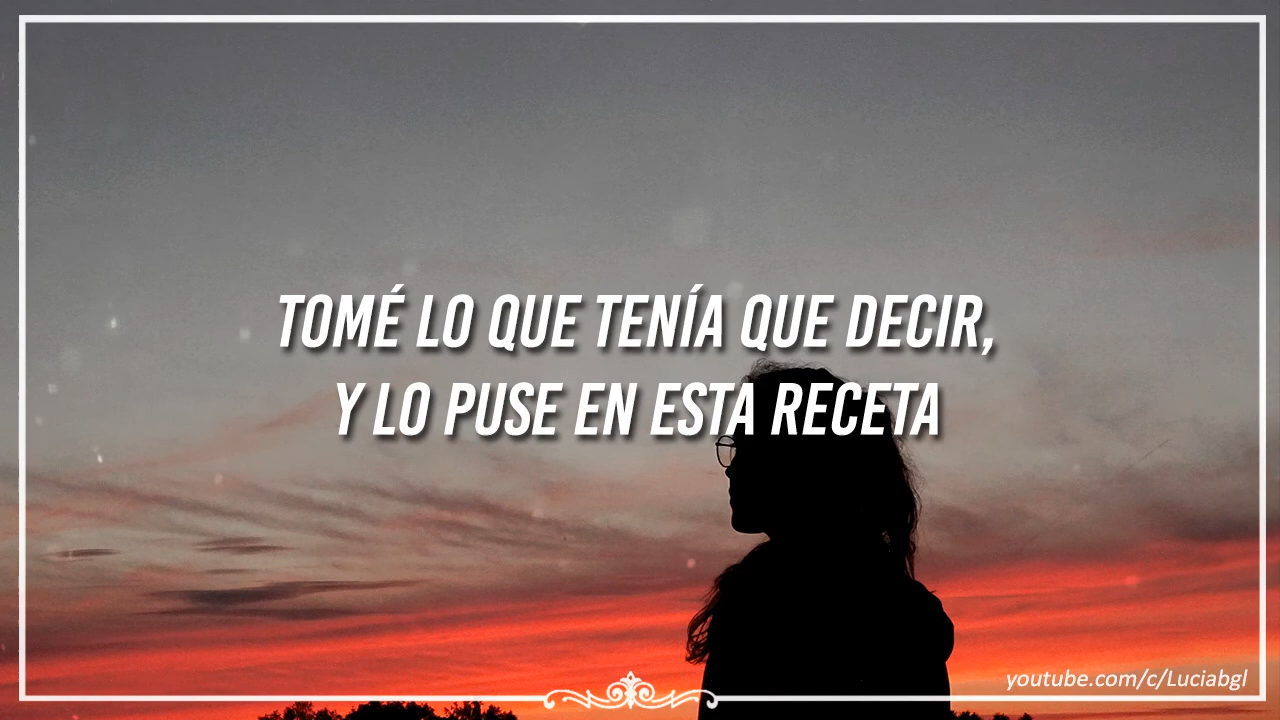 TOMÉ LO QUE TENÍA QUE DECIR,
Y LO PUSE EN ESTA RECETA
youtube.com/c/Luciabgl